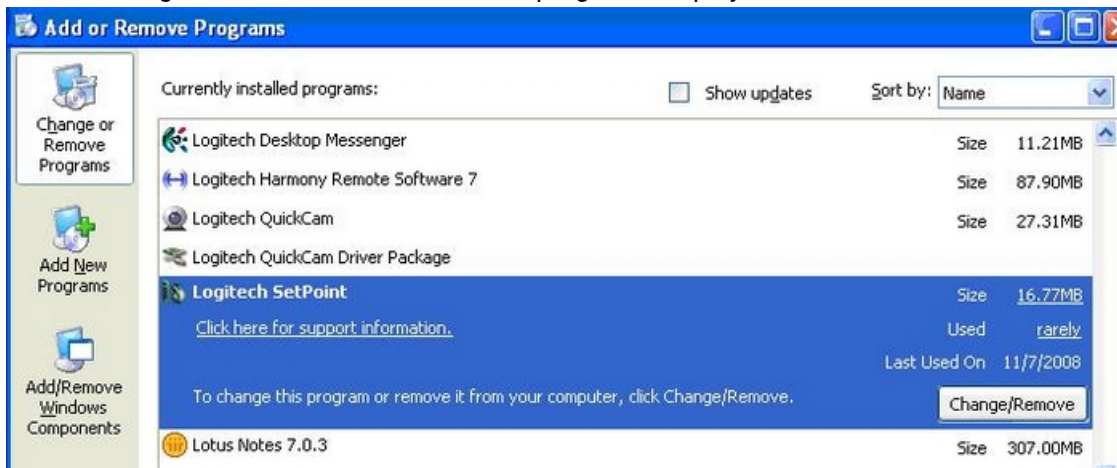 Add or Remove Programs
Change or
Remove
Programs
Add New
Programs
Add/Remove
Windows
Components
Currently installed programs:
Show updates
Sort by: Name
Logitech Desktop Messenger Size 11.21MB
Logitech Harmony Remote Software 7 Size 87.90MB
Logitech QuickCam Size 27.31MB
Logitech QuickCam Driver Package
Logitech SetPoint Size 16.77MB
Click here for support information. Used rarely
Last Used On 11/7/2008
To change this program or remove it from your computer, click Change/Remove. Change/Remove
Lotus Notes 7.0.3 Size 307.00MB